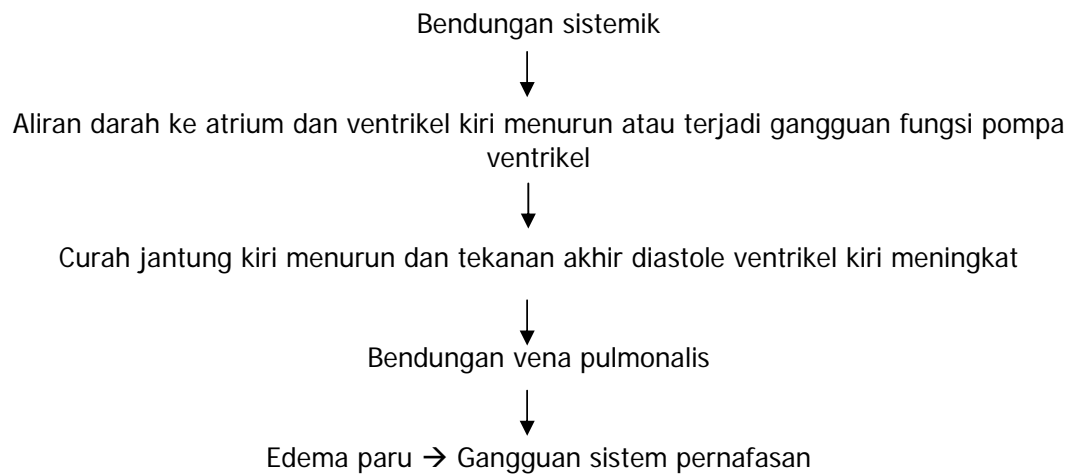 Bendungan sistemik
Aliran darah ke atrium dan ventrikel kiri menurun atau terjadi gangguan fungsi pompa
ventrikel
Curah jantung kiri menurun dan tekanan akhir diastole ventrikel kiri meningkat
Bendungan vena pulmonalis
Edema paru → Gangguan sistem pernafasan